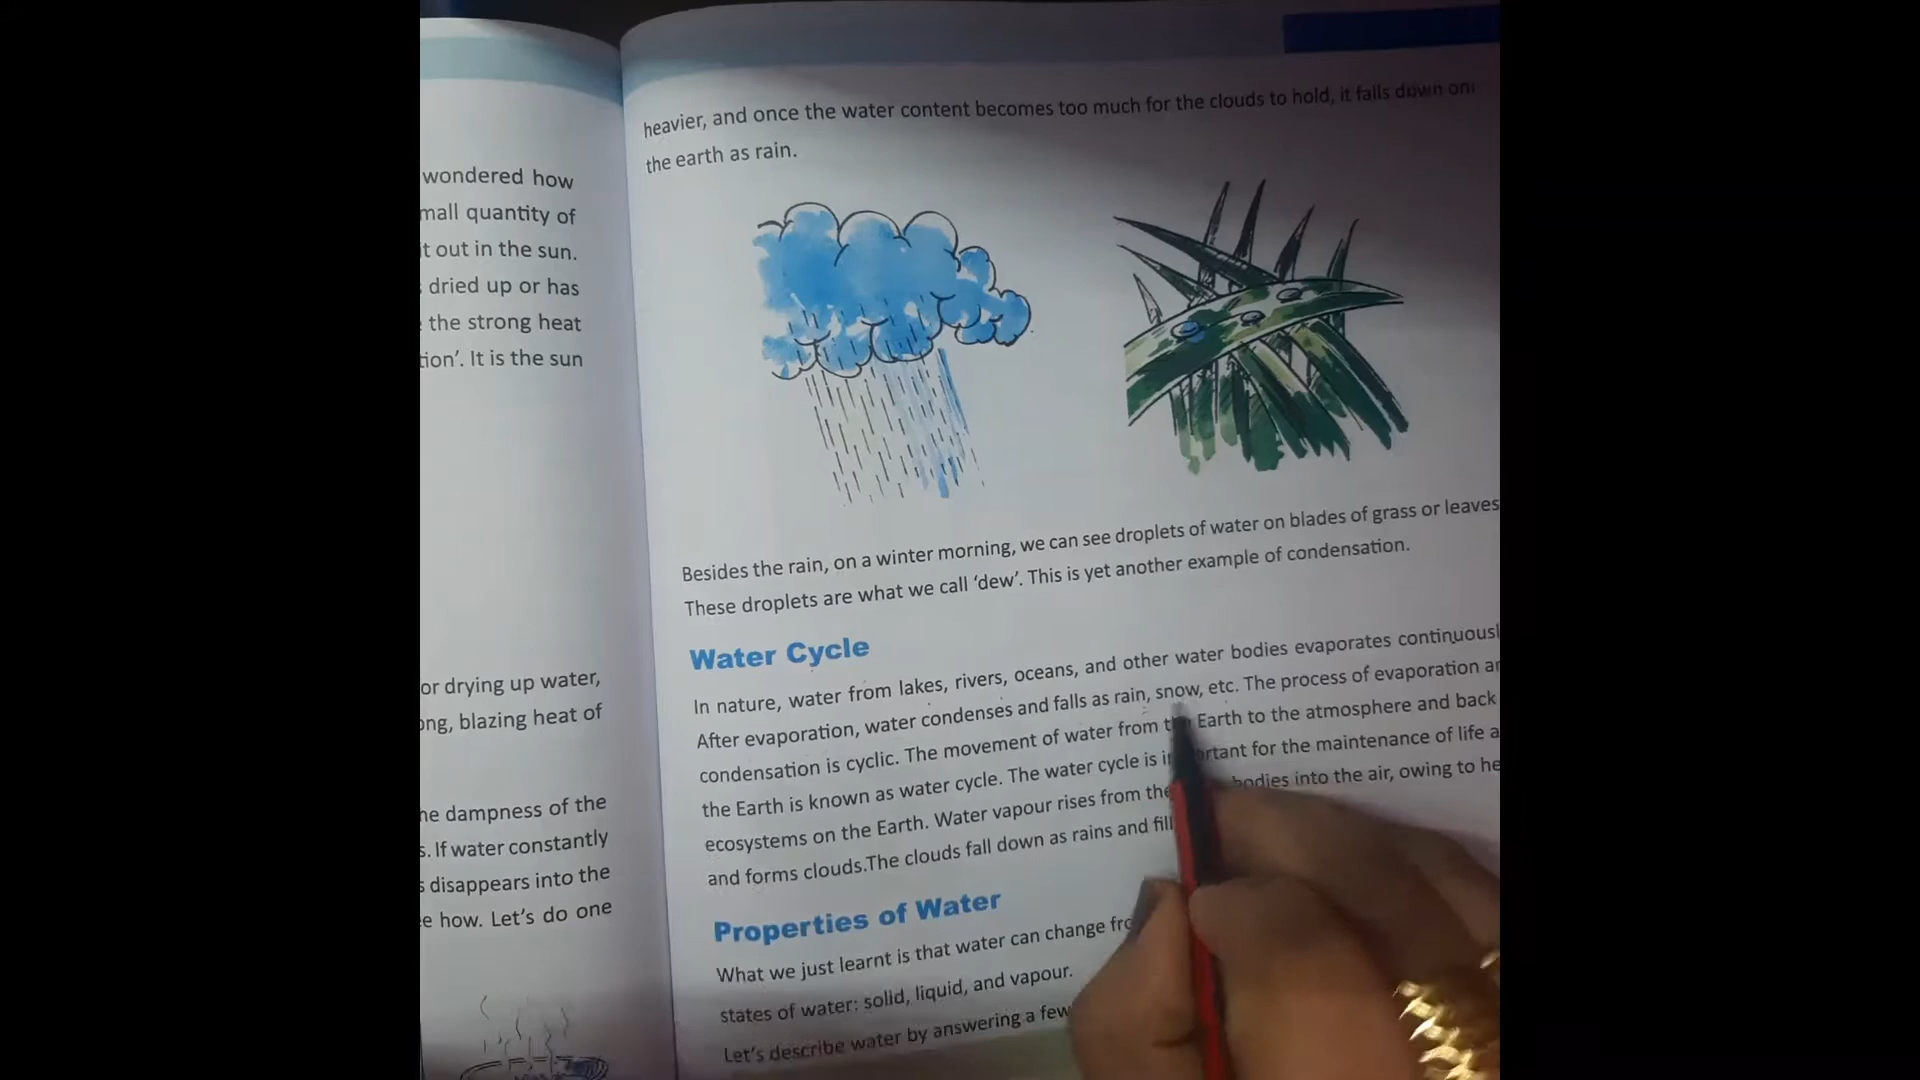 wondered how
mall quantity of
it out in the sun.
dried up or has
the strong heat
tion’. It is the sun
or drying up water,
ong, blazing heat of
he dampness of the
s. If water constantly
s disappears into the
e how. Let’s do one
heavier, and once the water content becomes too much for the clouds to hold, it falls down on
the earth as rain.
Besides the rain, on a winter morning, we can see droplets of water on blades of grass or leaves
These droplets are what we call ‘dew’. This is yet another example of condensation.
Water Cycle
In nature, water from lakes, rivers, oceans, and other water bodies evaporates continuousl
After evaporation, water condenses and falls as rain, snow, etc. The process of evaporation
condensation is cyclic. The movement of water from the Earth to the atmosphere and back
the Earth is known as water cycle. The water cycle is important for the maintenance of life
ecosystems on the Earth. Water vapour rises from the bodies into the air, owing to
and forms clouds.The clouds fall down as rains and fill
Properties of Water
What we just learnt is that water can change
states of water: solid, liquid, and vapour.
Let’s describe water by answering a few